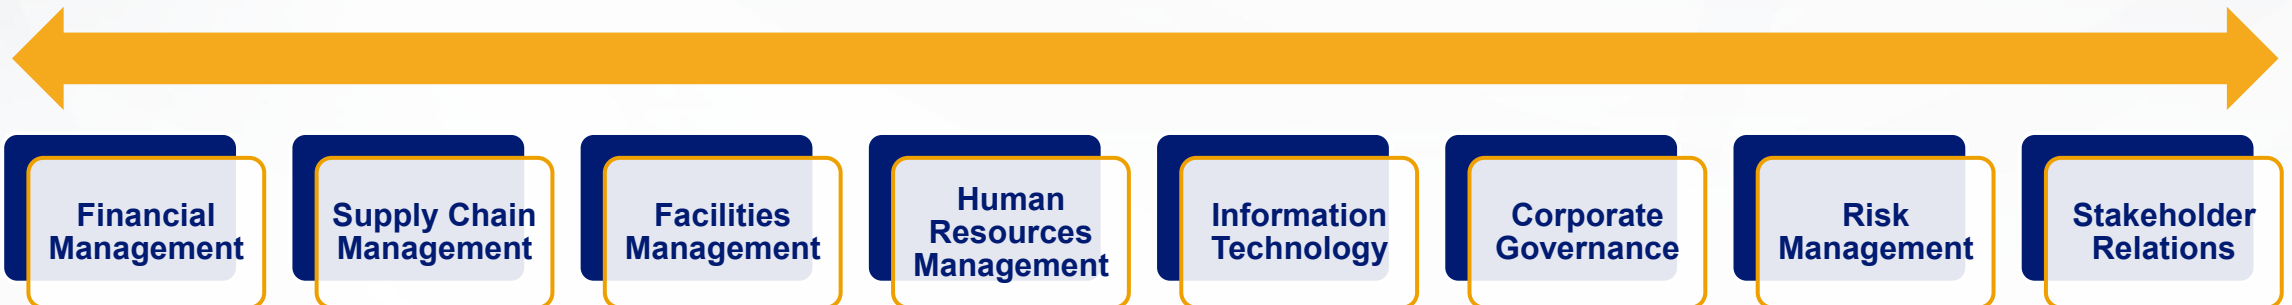 Financial
Management
Supply Chain
Management
Facilities
Management
Human
Resources
Management
Information
Technology
Corporate
Governance
Risk
Management
Stakeholder
Relations